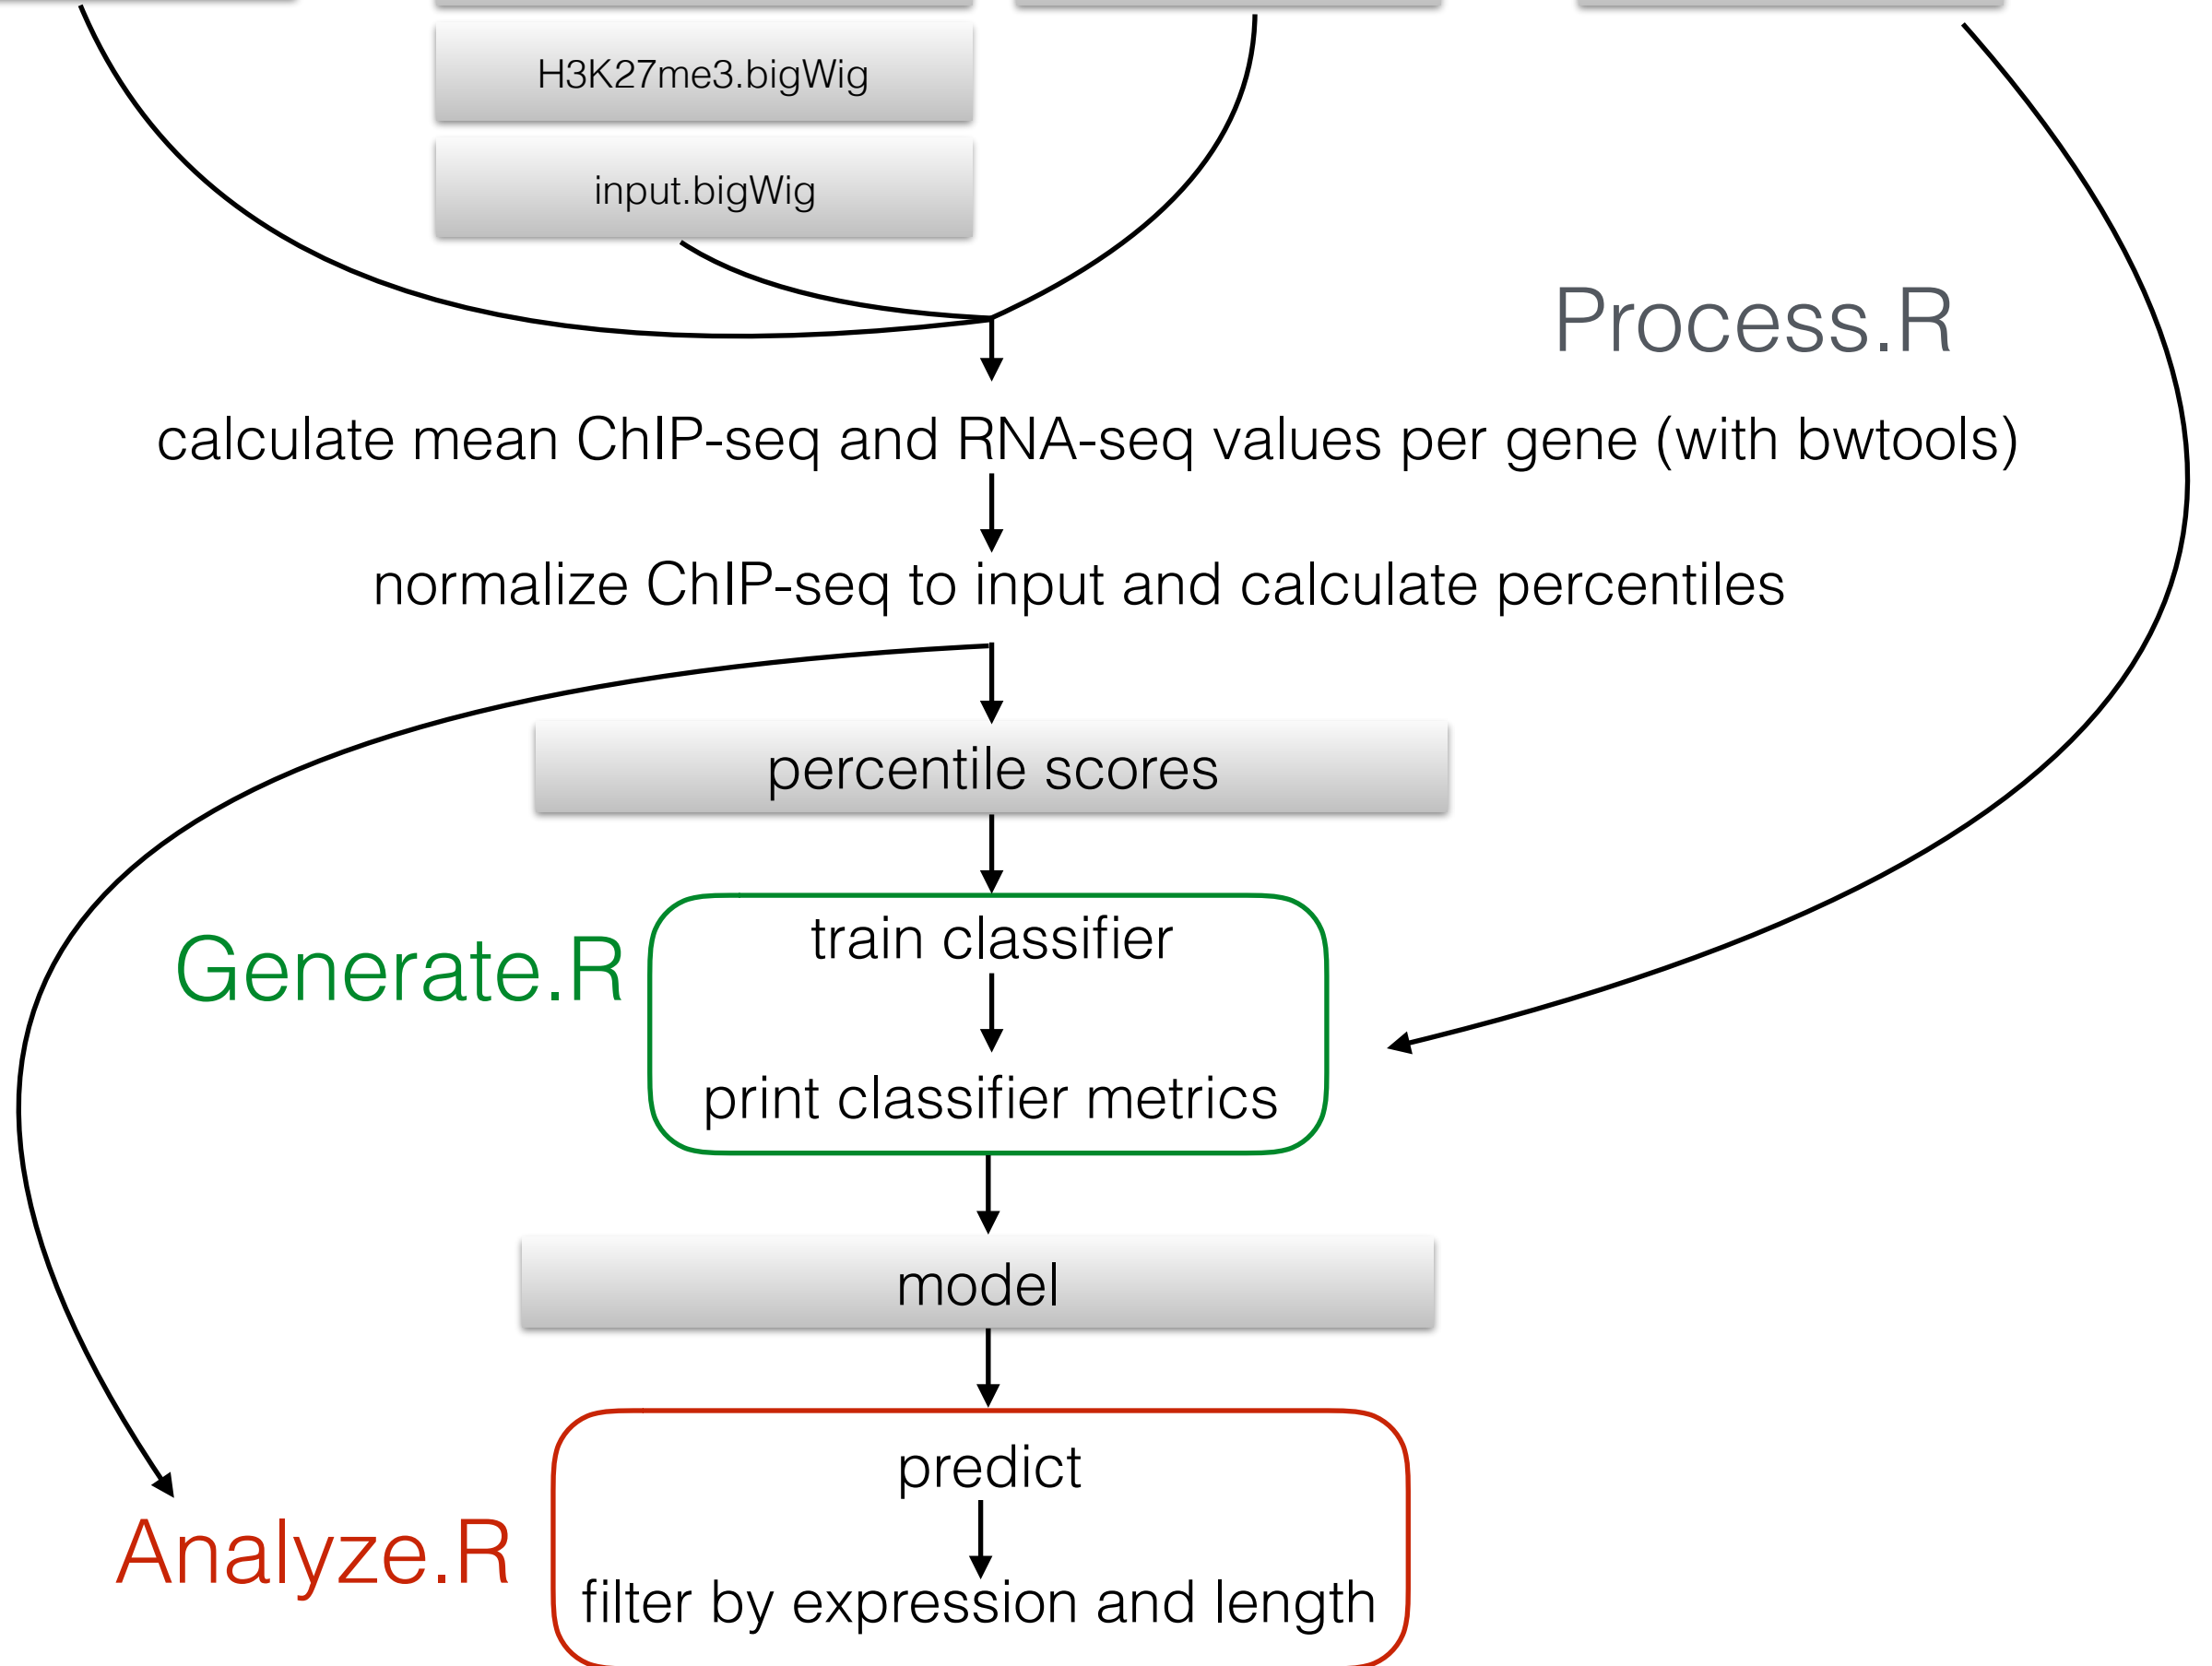 H3K27me3.bigWig
input.bigWig
Process.R
calculate mean ChIP-seq and RNA-seq values per gene (with bwtools)
normalize ChIP-seq to input and calculate percentiles
percentile scores
train classifier
Generate.R
print classifier metrics
model
predict
Analyze.R
filter by expression and length